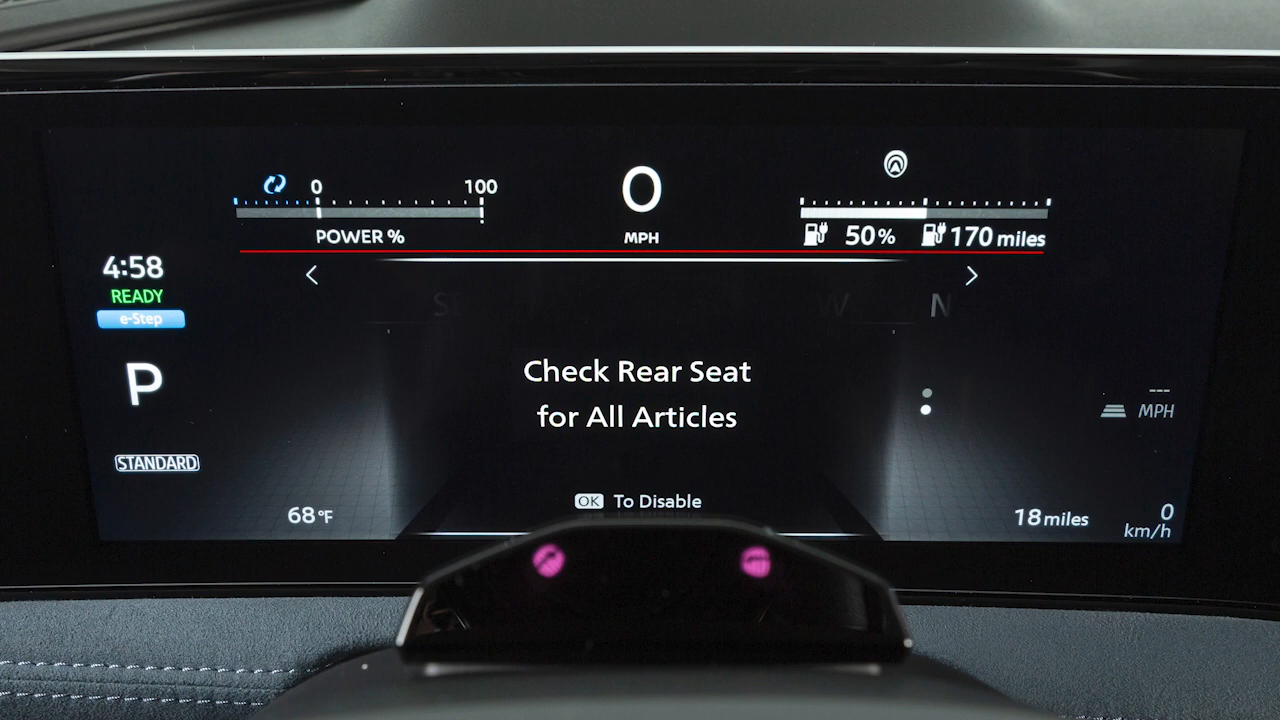 0 100 0
POWER % MPH 50% 170 miles
4:58
READY
e-Step
N
Check Rear Seat
P
--- 
MPH
for All Articles
STANDARD
OK To Disable
68°F
18 miles
0
km/h